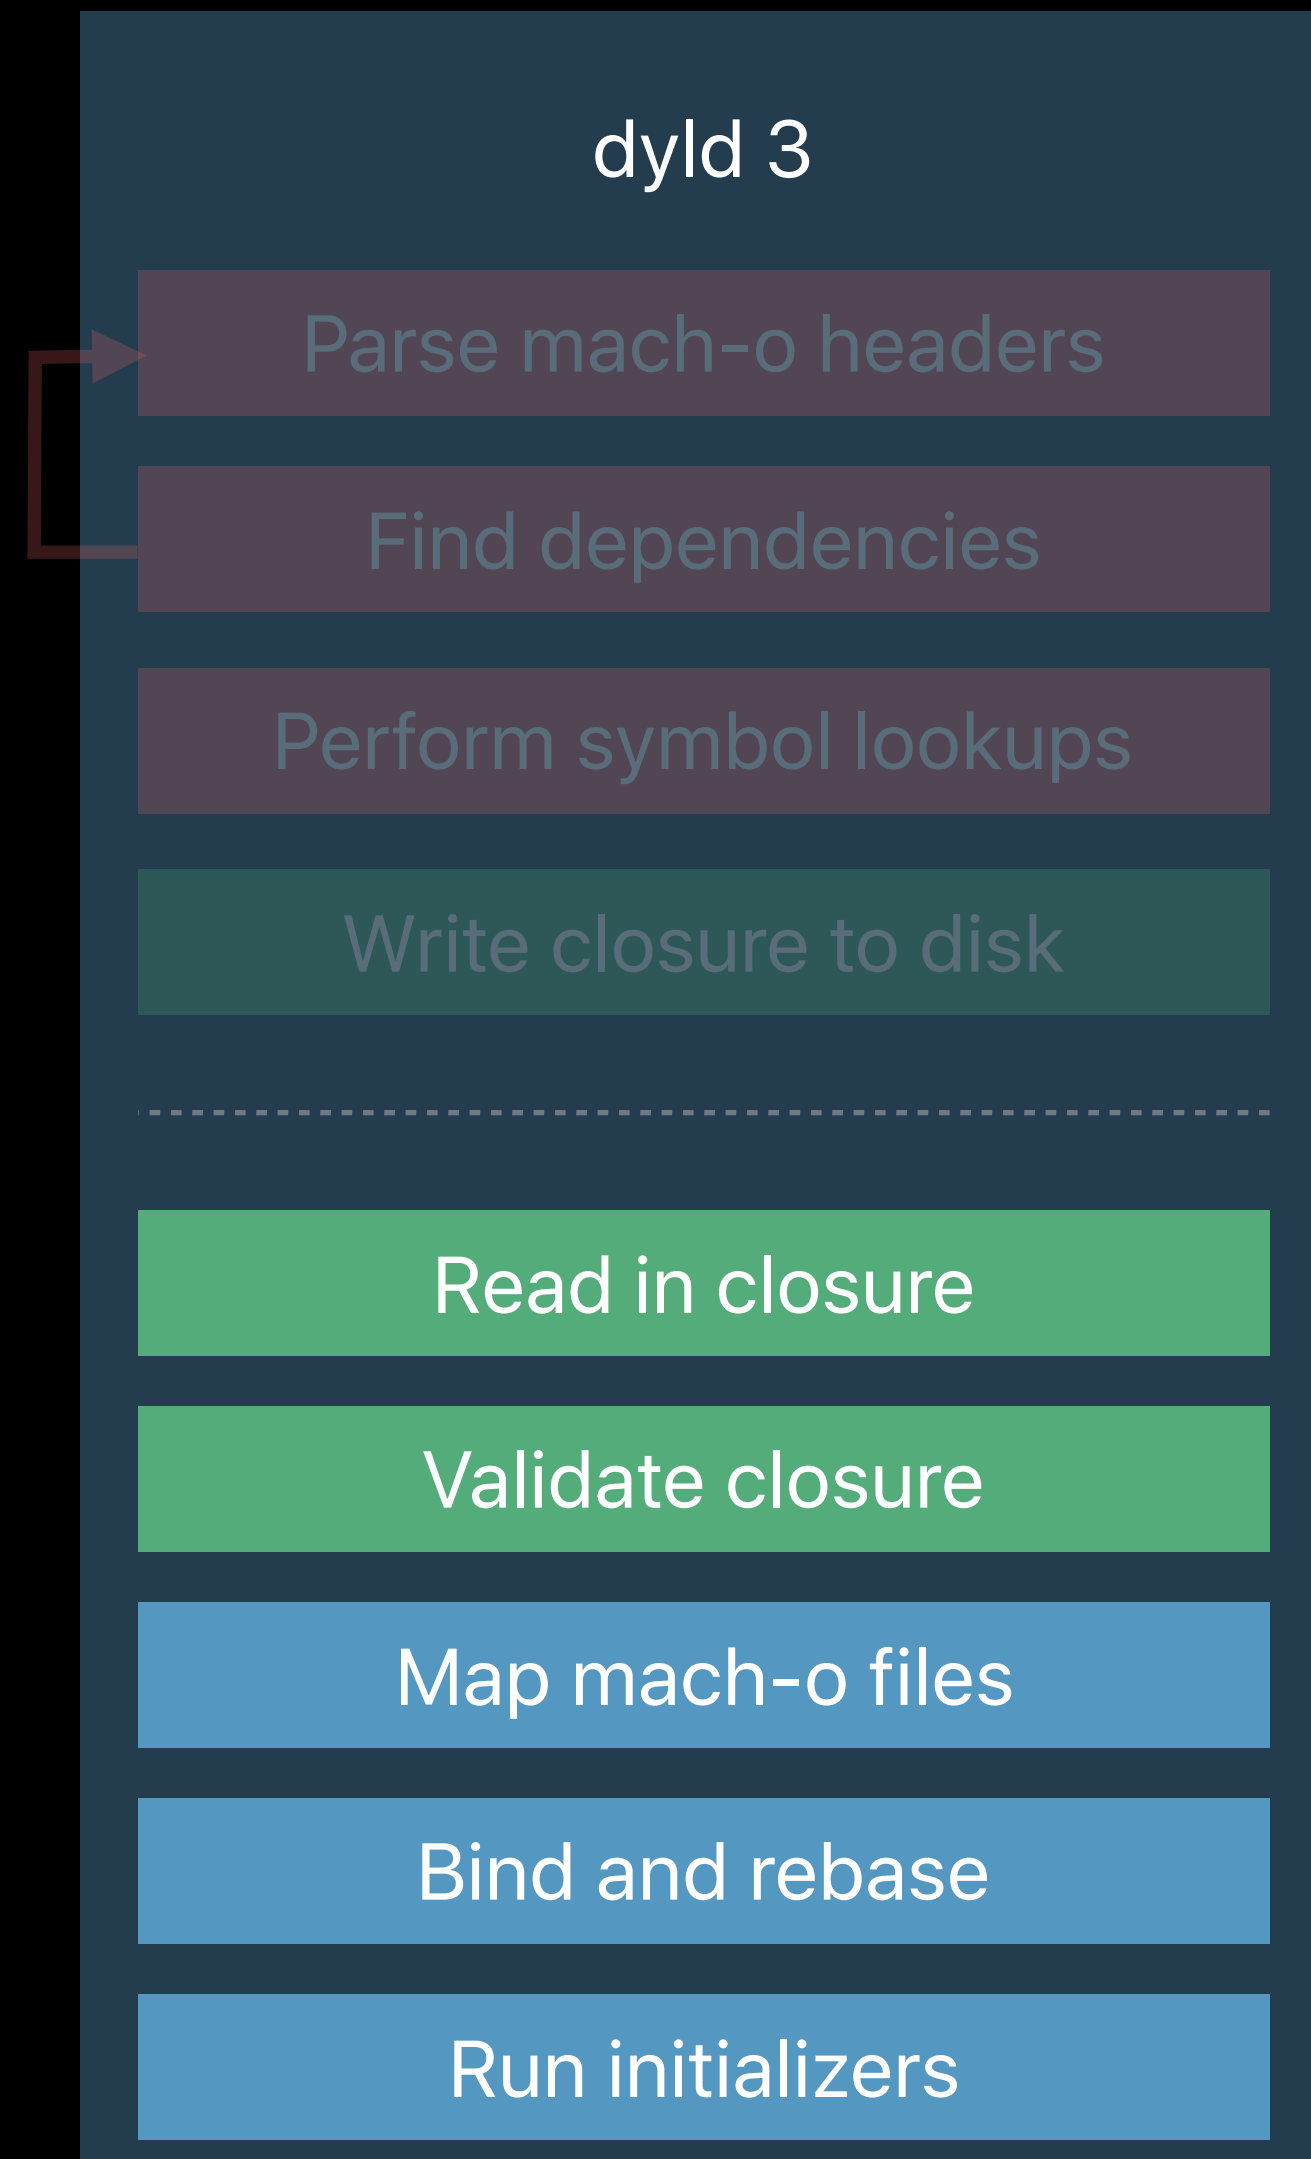 dyld 3
Parse mach-o headers
Find dependencies
Perform symbol lookups
Write closure to disk
Read in closure
Validate closure
Map mach-o files
Bind and rebase
Run initializers